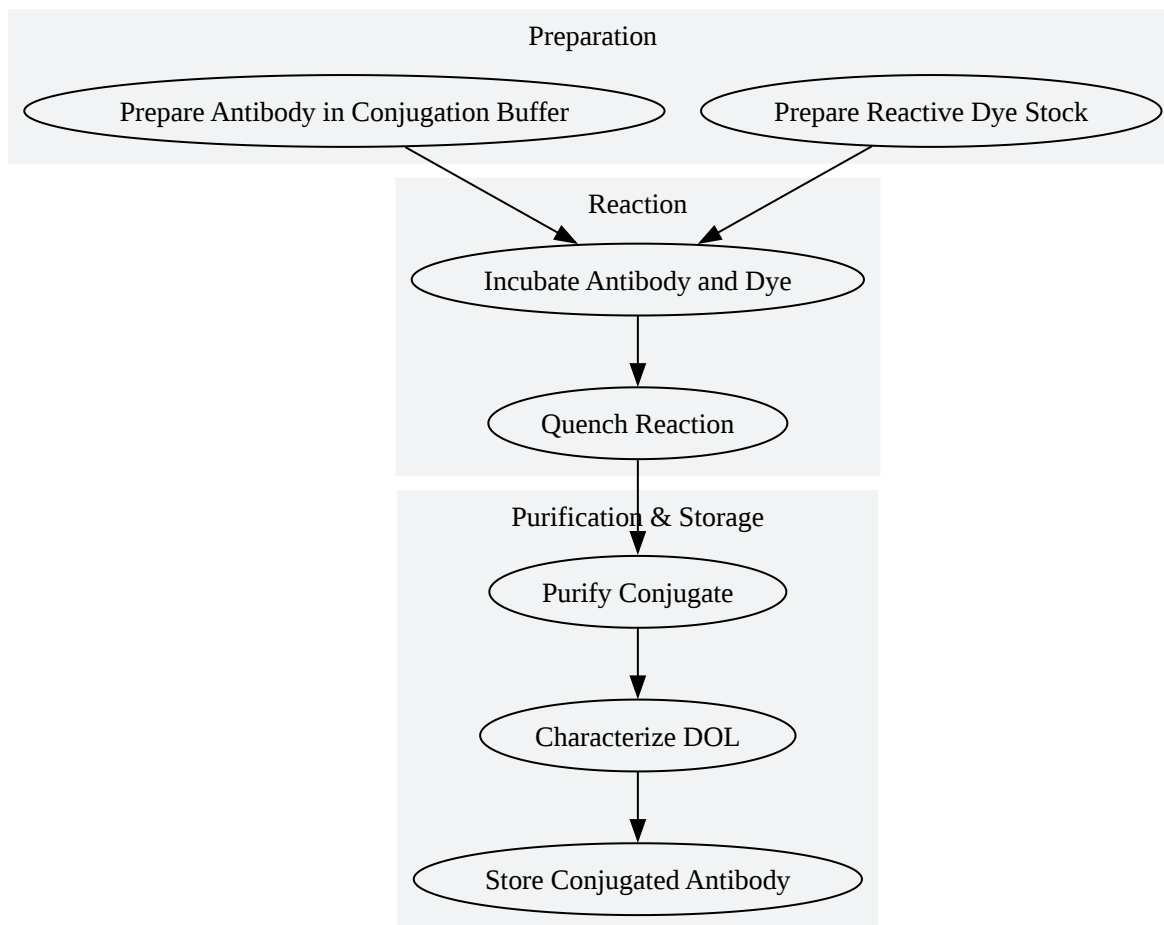 Preparation
Prepare Antibody in Conjugation Buffer
Prepare Reactive Dye Stock
Reaction
Incubate Antibody and Dye
Quench Reaction
Purification & Storage
Purify Conjugate
Characterize DOL
Store Conjugated Antibody